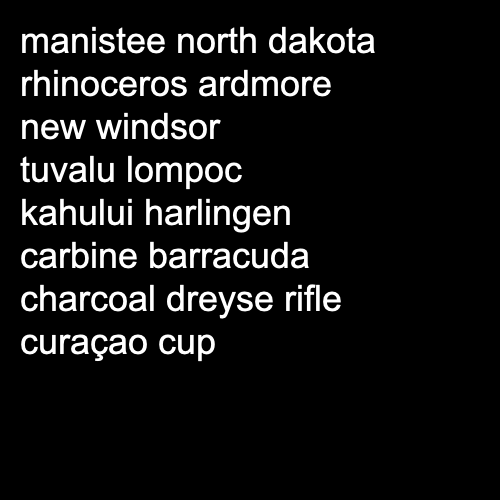 manistee north dakota
rhinoceros ardmore
new windsor
tuvalu lompoc
kahului harlingen
carbine barracuda
charcoal dreyse rifle
curaçao cup